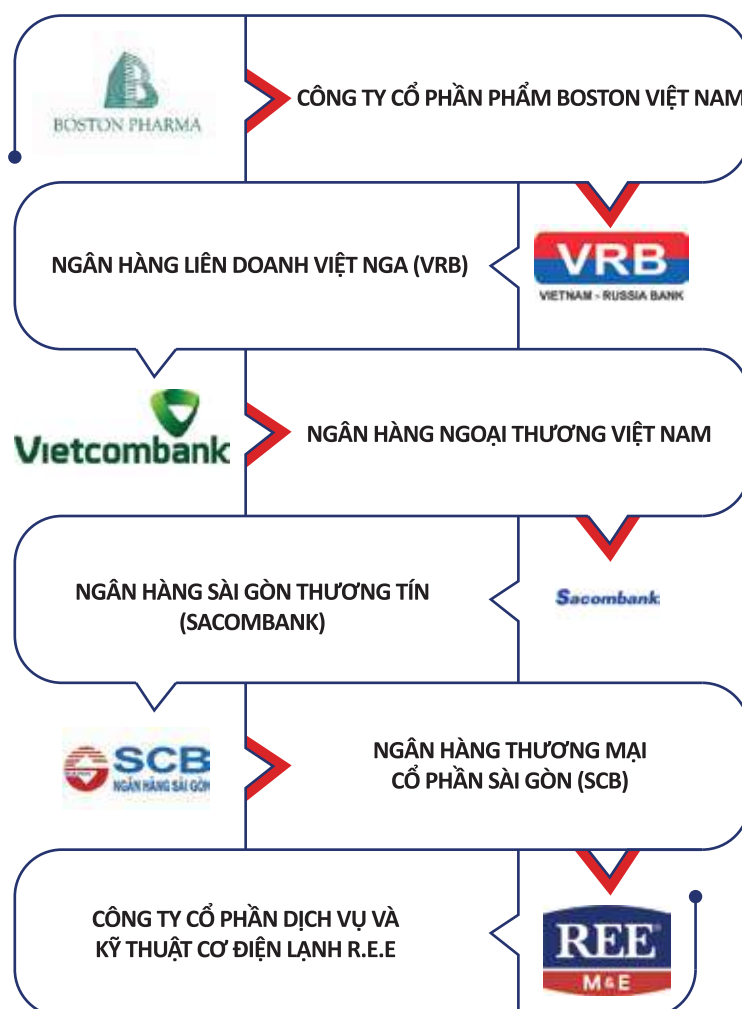 BOSTON PHARMA
CÔNG TY CỔ PHẦN PHẨM BOSTON VIỆT NAM
NGÂN HÀNG LIÊN DOANH VIỆT NGA (VRB)
VRB
VIETNAM - RUSSIA BANK
Vietcombank
NGÂN HÀNG NGOẠI THƯƠNG VIỆT NAM
NGÂN HÀNG SÀI GÒN THƯƠNG TÍN
(SACOMBANK)
Sacombank
SCB
NGÂN HÀNG SÀI GÒN
NGÂN HÀNG THƯƠNG MẠI
CỔ PHẦN SÀI GÒN (SCB)
CÔNG TY CỔ PHẦN DỊCH VỤ VÀ
KỸ THUẬT CƠ ĐIỆN LẠNH R.E.E
REE
M&E